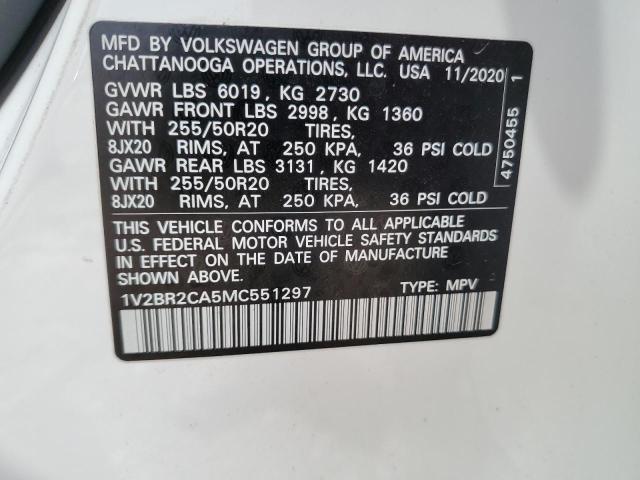 MFD BY VOLKSWAGEN GROUP OF AMERICA
CHATTANOOGA OPERATIONS, LLC. USA 11/2020
GVWR LBS 6019, KG 2730
GAWR FRONT LBS 2998, KG 1360
WITH 255/50R20 TIRES,
8JX20 RIMS, AT 250 KPA, 36 PSI COLD
GAWR REAR LBS 3131, KG 1420
WITH 255/50R20 TIRES,
8JX20 RIMS, AT 250 KPA, 36 PSI COLD
THIS VEHICLE CONFORMS TO ALL APPLICABLE
U.S. FEDERAL MOTOR VEHICLE SAFETY STANDARDS
IN EFFECT ON THE DATE OF MANUFACTURE
SHOWN ABOVE.
1V2BR2CA5MC551297 TYPE: MPV
4750455 1